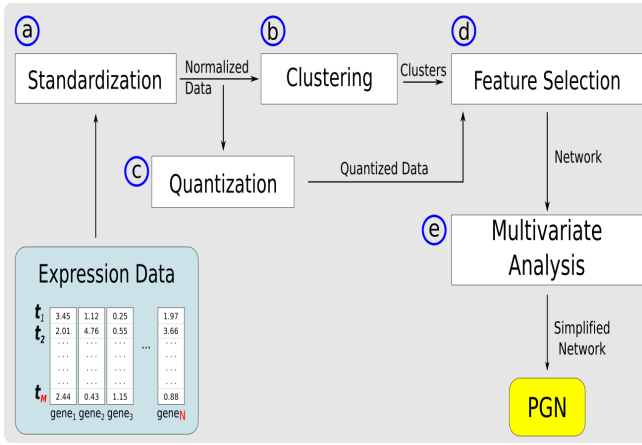 a
b
d
Standardization
Normalized
Data
Clustering
Clusters
Feature Selection
c
Quantization
Quantized Data
Network
e
Multivariate
Analysis
Expression Data
t1 3.45 1.12 0.25 1.97
t2 2.01 4.76 0.55 3.66
. . . . . . . . . . . .
. . . . . . . . . ... . . .
. . . . . . . . . . . .
. . . . . . . . . . . .
tM 2.44 0.43 1.15 0.88
gene1 gene2 gene3 geneN
Simplified
Network
PGN